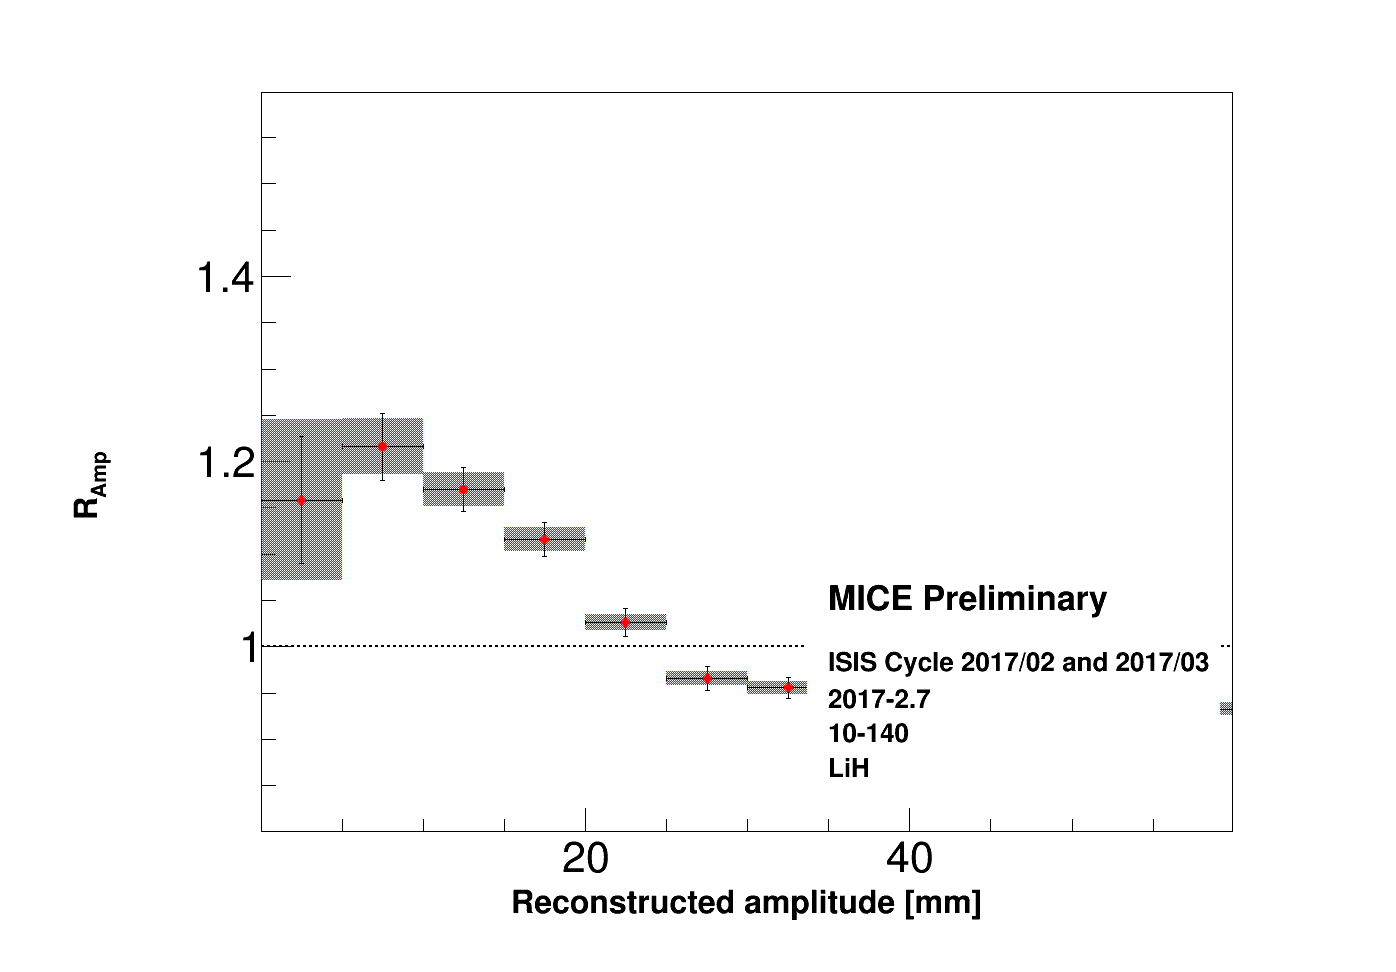 1.4
1.2
1
R_Amp
MICE Preliminary
ISIS Cycle 2017/02 and 2017/03
2017-2.7
10-140
LiH
20 40
Reconstructed amplitude [mm]